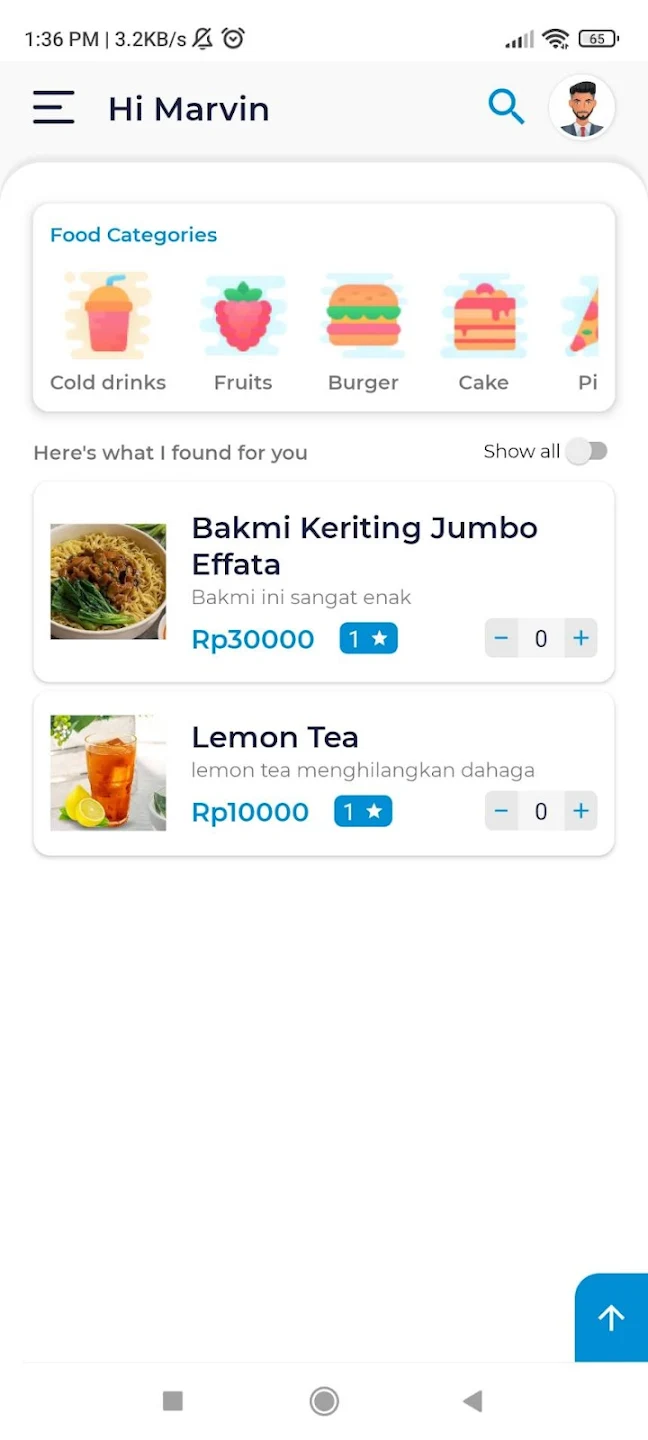 1:36 PM | 3.2KB/s
65
Hi Marvin
Food Categories
Cold drinks
Fruits
Burger
Cake
Pi
Here's what I found for you
Show all
Bakmi Keriting Jumbo
Effata
Bakmi ini sangat enak
Rp30000
1
− 0 +
Lemon Tea
lemon tea menghilangkan dahaga
Rp10000
1
− 0 +